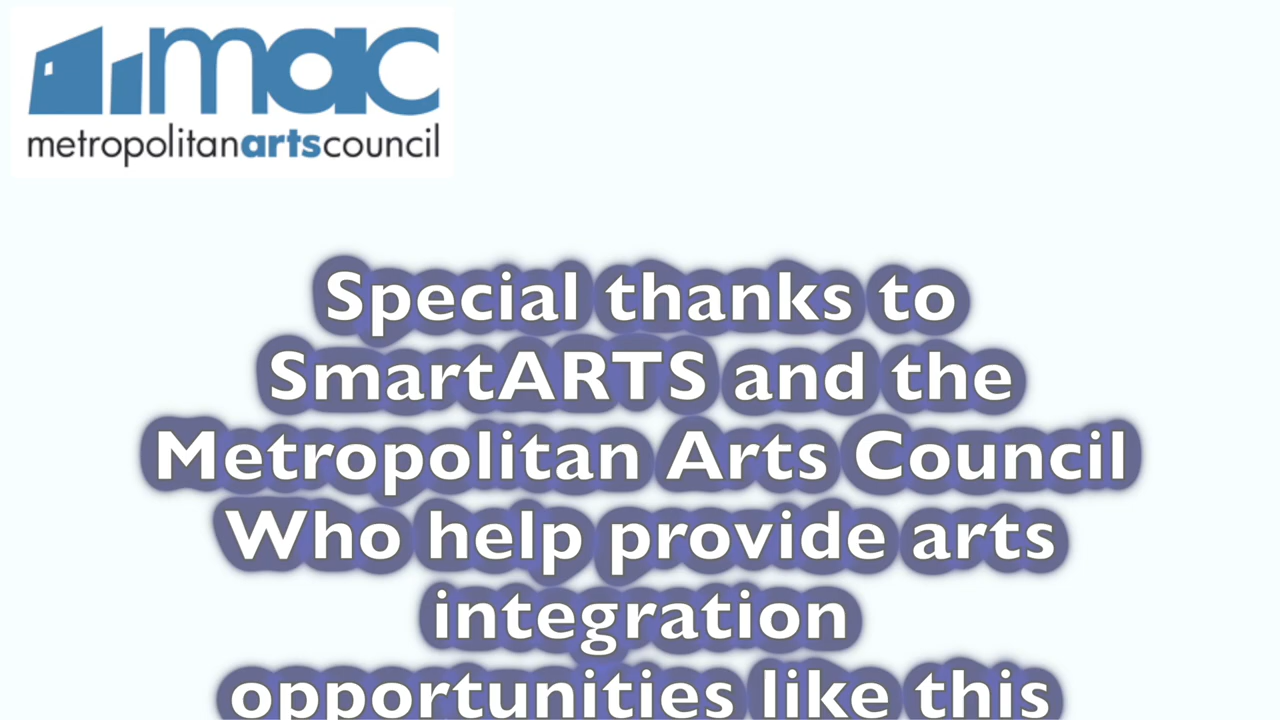 mac
metropolitanartscouncil
Special thanks to
SmartARTS and the
Metropolitan Arts Council
Who help provide arts
integration
opportunities like this